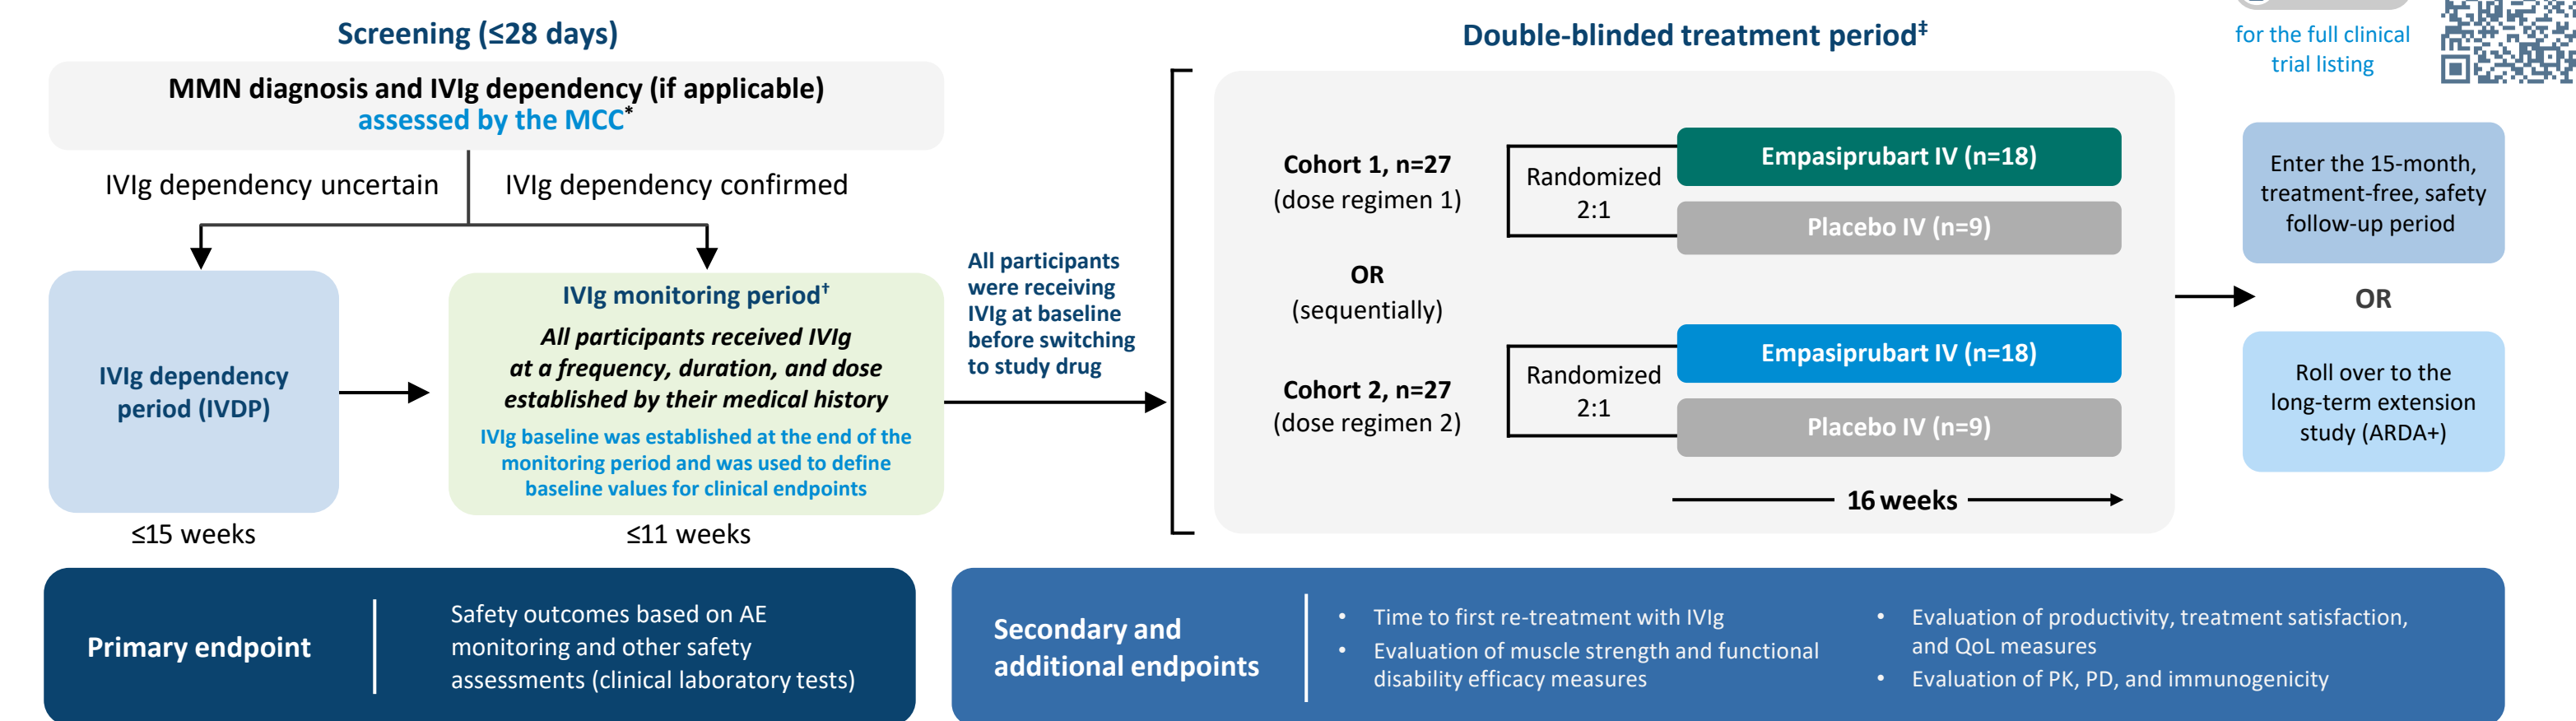 Screening (≤28 days)
MMN diagnosis and IVIg dependency (if applicable)
assessed by the MCC*
IVIg dependency uncertain
IVIg dependency confirmed
IVIg dependency
period (IVDP)
≤15 weeks
IVIg monitoring period†
All participants received IVIg
at a frequency, duration, and dose
established by their medical history
IVIg baseline was established at the end of the
monitoring period and was used to define
baseline values for clinical endpoints
≤11 weeks
All participants
were receiving
IVIg at baseline
before switching
to study drug
Double-blinded treatment period‡
Cohort 1, n=27
(dose regimen 1)
Randomized
2:1
Empasiprubart IV (n=18)
Placebo IV (n=9)
OR
(sequentially)
Cohort 2, n=27
(dose regimen 2)
Randomized
2:1
Empasiprubart IV (n=18)
Placebo IV (n=9)
16 weeks
for the full clinical
trial listing
Enter the 15-month,
treatment-free, safety
follow-up period
OR
Roll over to the
long-term extension
study (ARDA+)
Primary endpoint
Safety outcomes based on AE
monitoring and other safety
assessments (clinical laboratory tests)
Secondary and
additional endpoints
• Time to first re-treatment with IVIg
• Evaluation of muscle strength and functional
disability efficacy measures
• Evaluation of productivity, treatment satisfaction,
and QoL measures
• Evaluation of PK, PD, and immunogenicity